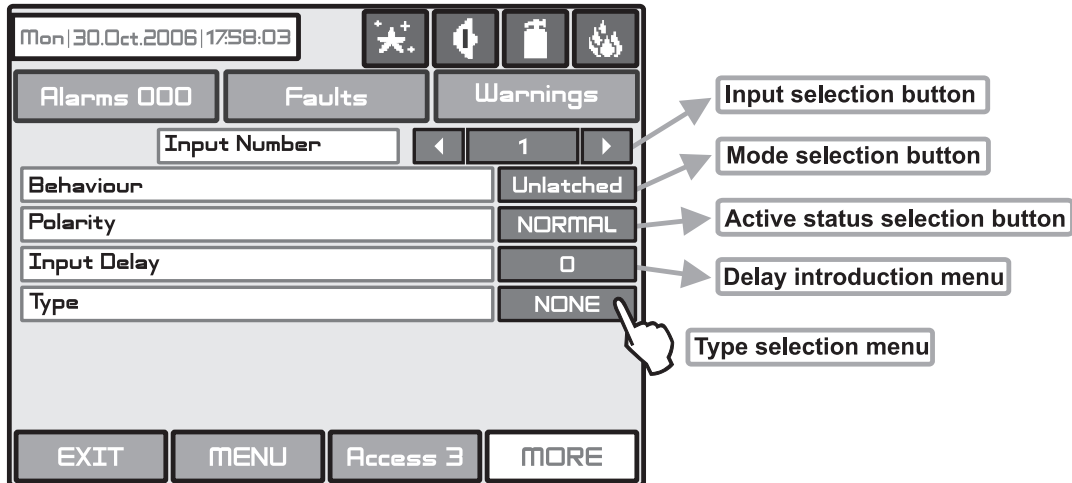 Mon|30.Oct.2006|17:58:03
Alarms 000 Faults Warnings
Input Number 1
Behaviour Unlatched
Polarity NORMAL
Input Delay 0
Type NONE
EXIT MENU Access 3 MORE
Input selection button
Mode selection button
Active status selection button
Delay introduction menu
Type selection menu